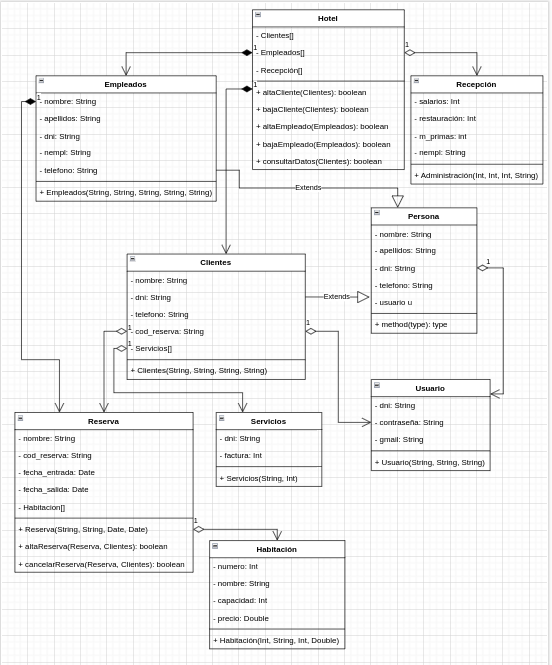 Hotel
- Clientes[]
- Empleados[]
- Recepción[]
+ altaCliente(Clientes): boolean
+ bajaCliente(Clientes): boolean
+ altaEmpleado(Empleados): boolean
+ bajaEmpleado(Empleados): boolean
+ consultarDatos(Clientes): boolean
1
1
1
Empleados
- nombre: String
- apellidos: String
- dni: String
- nempl: String
- telefono: String
+ Empleados(String, String, String, String, String)
1
Recepción
- salarios: Int
- restauración: Int
- m_primas: int
- nempl: String
+ Administración(Int, Int, Int, String)
Extends
Persona
- nombre: String
- apellidos: String
- dni: String
- telefono: String
- usuario u
+ method(type): type
1
Clientes
- nombre: String
- dni: String
- telefono: String
- cod_reserva: String
- Servicios[]
+ Clientes(String, String, String, String)
Extends
1
1
1
Usuario
- dni: String
- contraseña: String
- gmail: String
+ Usuario(String, String, String)
Reserva
- nombre: String
- cod_reserva: String
- fecha_entrada: Date
- fecha_salida: Date
- Habitacion[]
+ Reserva(String, String, Date, Date)
+ altaReserva(Reserva, Clientes): boolean
+ cancelarReserva(Reserva, Clientes): boolean
1
Servicios
- dni: String
- factura: Int
+ Servicios(String, Int)
Habitación
- numero: Int
- nombre: String
- capacidad: Int
- precio: Double
+ Habitación(Int, String, Int, Double)